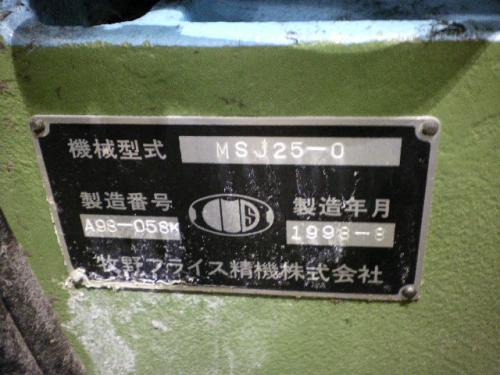 機械型式 MSJ25-0
製造番号 製造年月
A98-058K 1998-8
牧野フライス精機株式会社